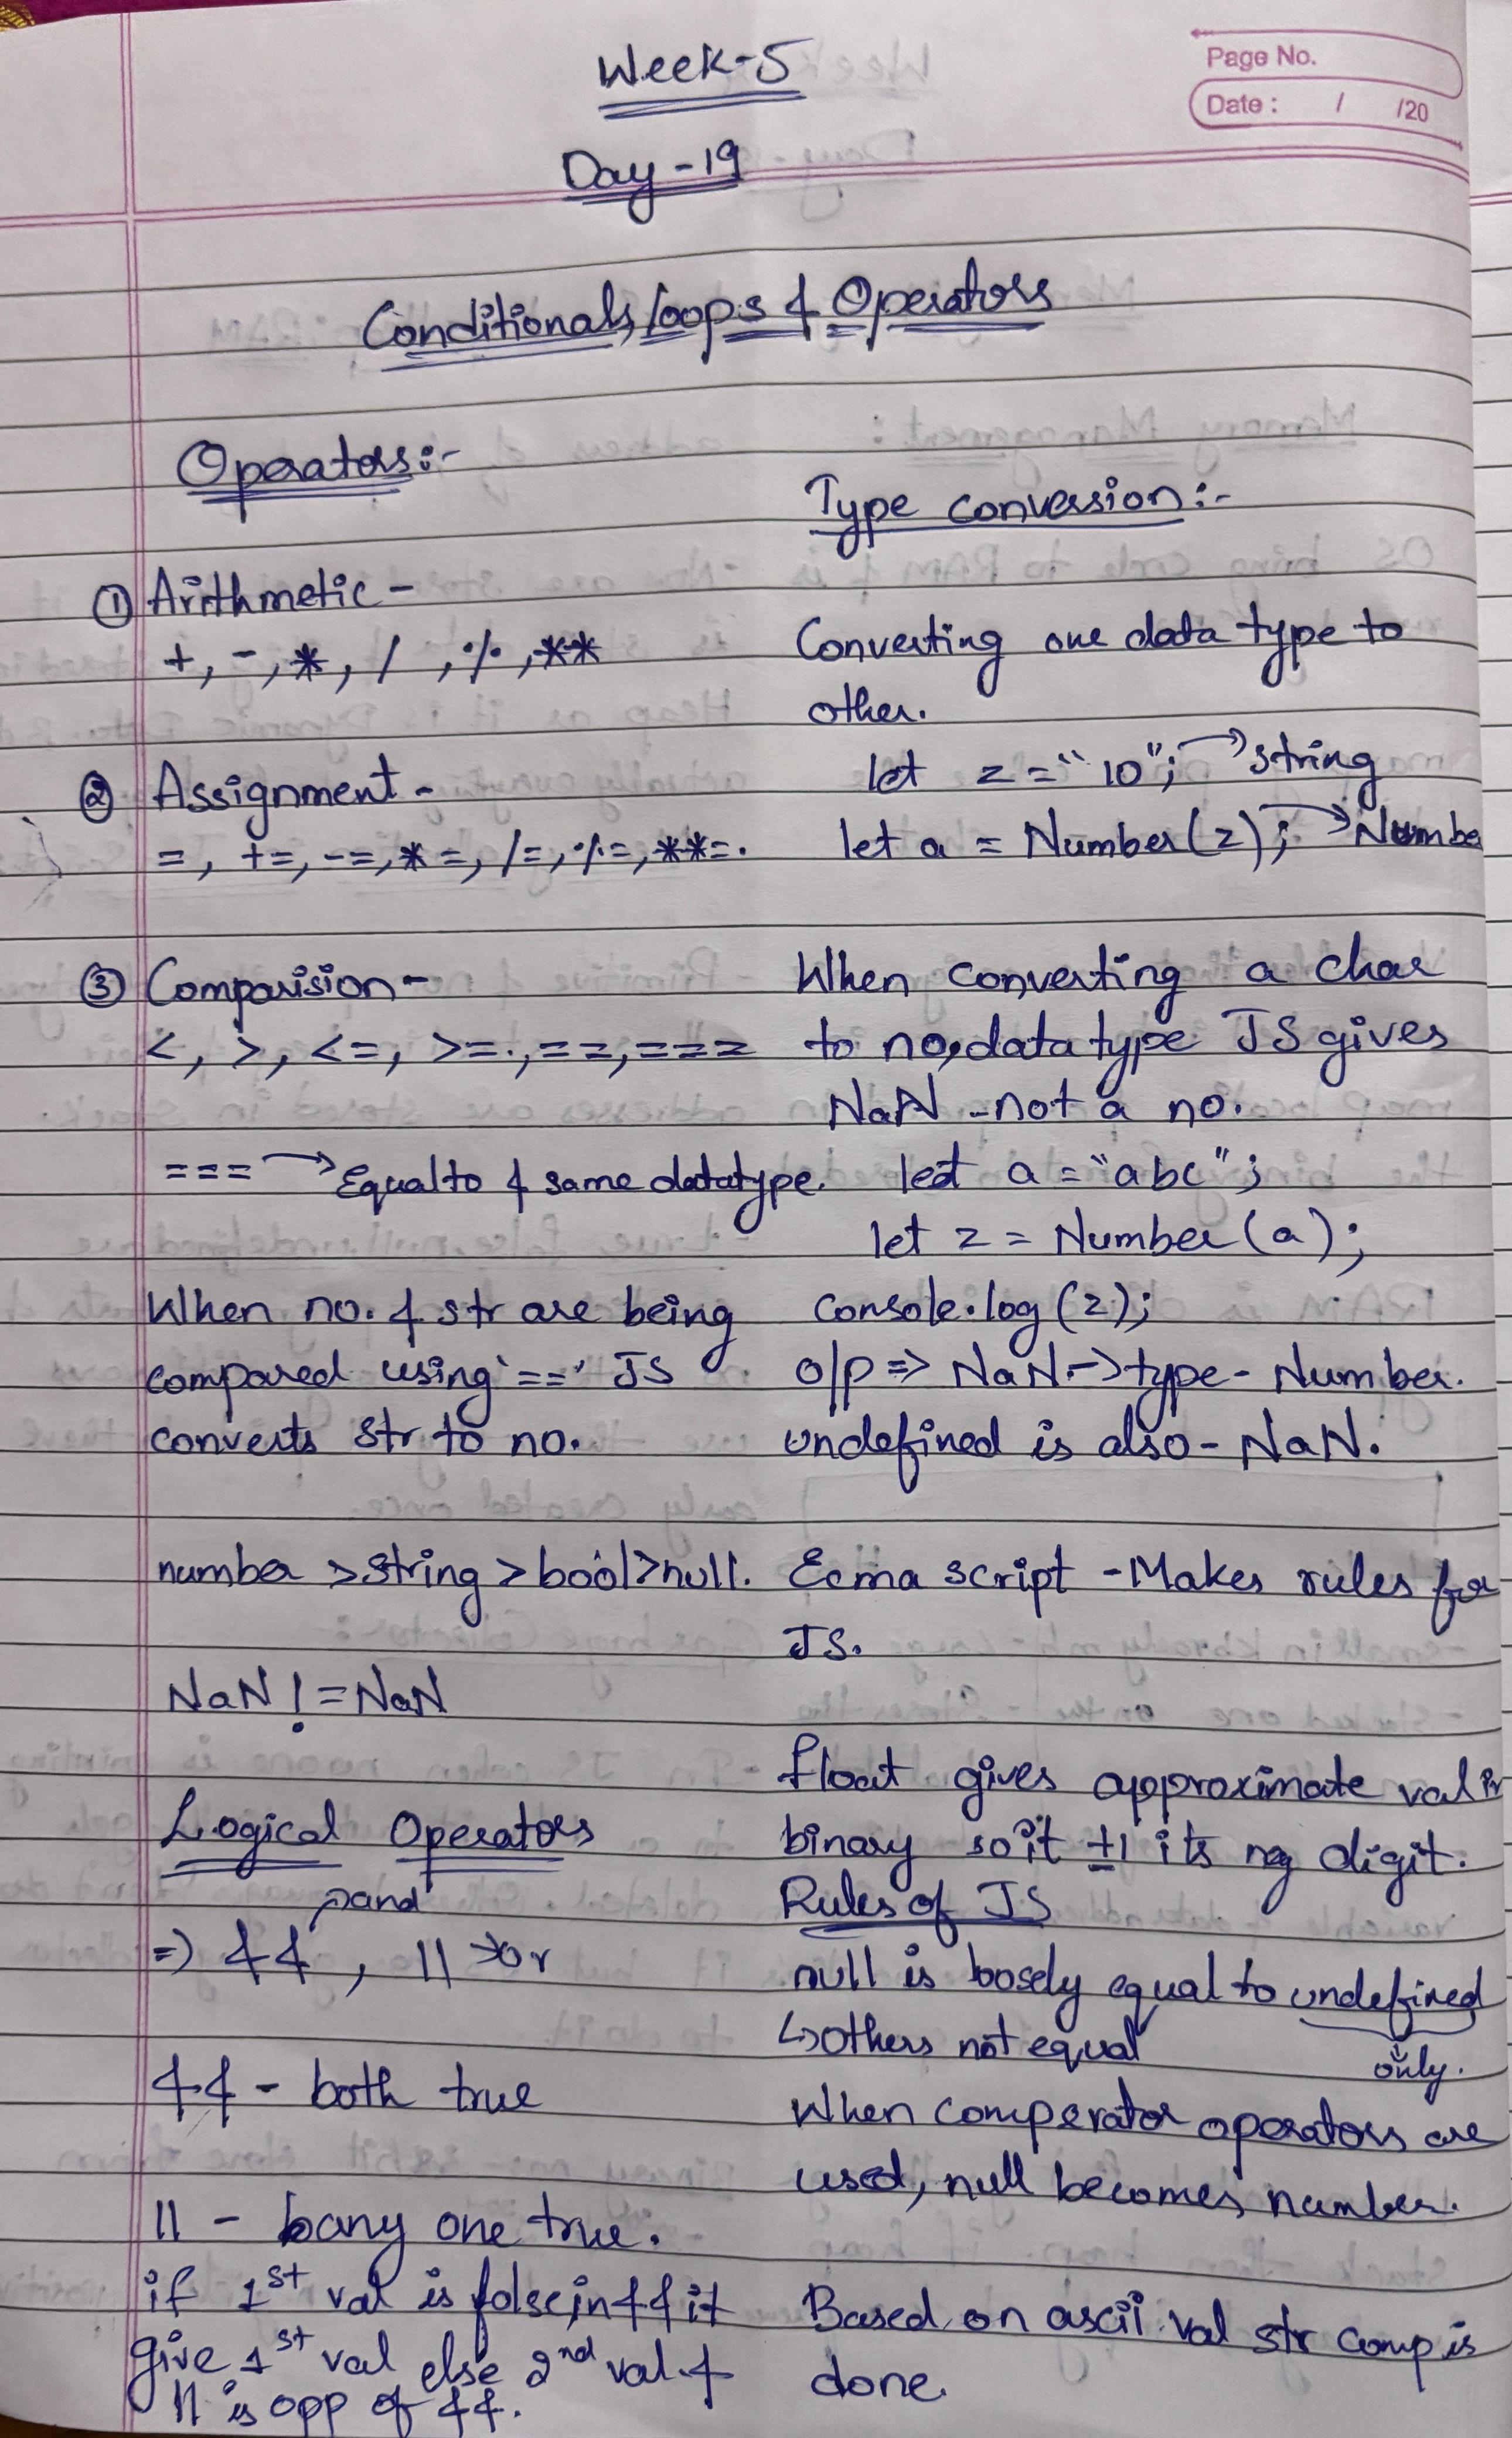 Page No.
Date : / /20
Week-5
Day-19
Conditionals, loops & Operators
Operators:-
① Arithmetic -
+, -, *, / , %, **
② Assignment -
=, +=, -=, *=, /=, %=, **=.
③ Comparision -
<, >, <=, >=., ==, ===
=== → Equal to & same datatype.
When no. & str are being
compared using '==' JS
converts str to no.
number > string > bool > null.
NaN != NaN
Logical Operators
→ and
=> && , || → or
&& - both true
|| - any one true.
if 1st val is false, in && it
give 1st val else 2nd val. &
|| is opp of &&.
Type conversion:-
Converting one data type to
other.
let z = "10"; → string
let a = Number(z); → Numbe
When converting a char
to no, data type JS gives
NaN - not a no.
let a = "abc";
let z = Number(a);
console.log(z);
o/p => NaN. -> type - Number.
undefined is also - NaN.
Ecma script - Makes rules for
JS.
float gives approximate val in
binary so it ±1 its digit.
Rules of JS
null is loosely equal to undefined
↳ others not equal
only.
When comperator operators are
used, null becomes number.
Based on ascii val str comp is
done.